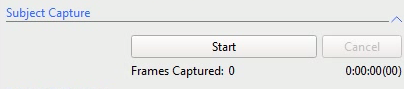 Subject Capture
Start Cancel
Frames Captured: 0 0:00:00(00)